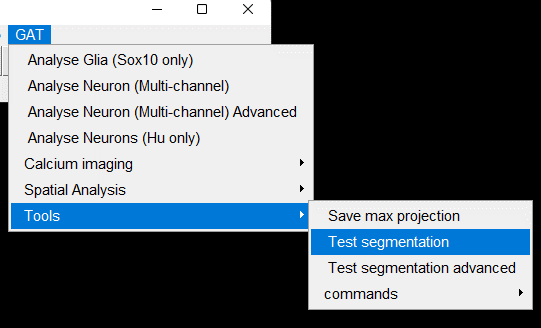 GAT
Analyse Glia (Sox10 only)
Analyse Neuron (Multi-channel)
Analyse Neuron (Multi-channel) Advanced
Analyse Neurons (Hu only)
Calcium imaging
Spatial Analysis
Tools
Save max projection
Test segmentation
Test segmentation advanced
commands